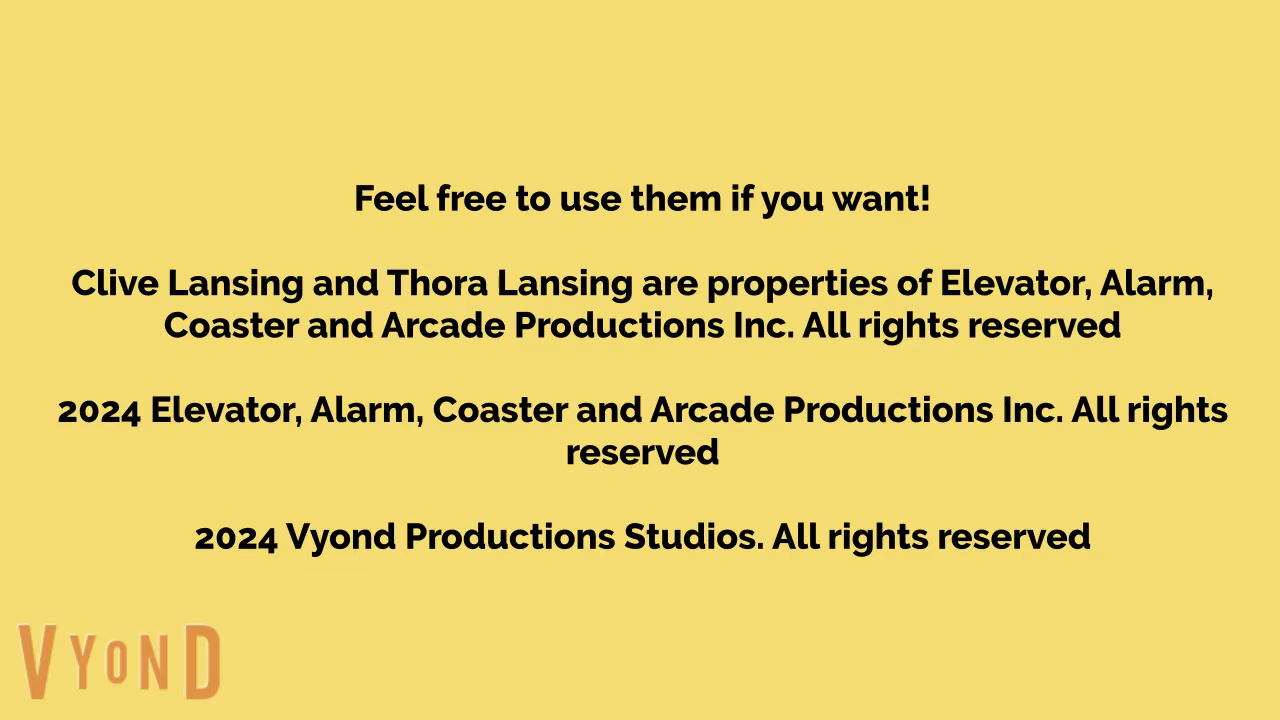 Feel free to use them if you want!
Clive Lansing and Thora Lansing are properties of Elevator, Alarm,
Coaster and Arcade Productions Inc. All rights reserved
2024 Elevator, Alarm, Coaster and Arcade Productions Inc. All rights
reserved
2024 Vyond Productions Studios. All rights reserved
VYOND